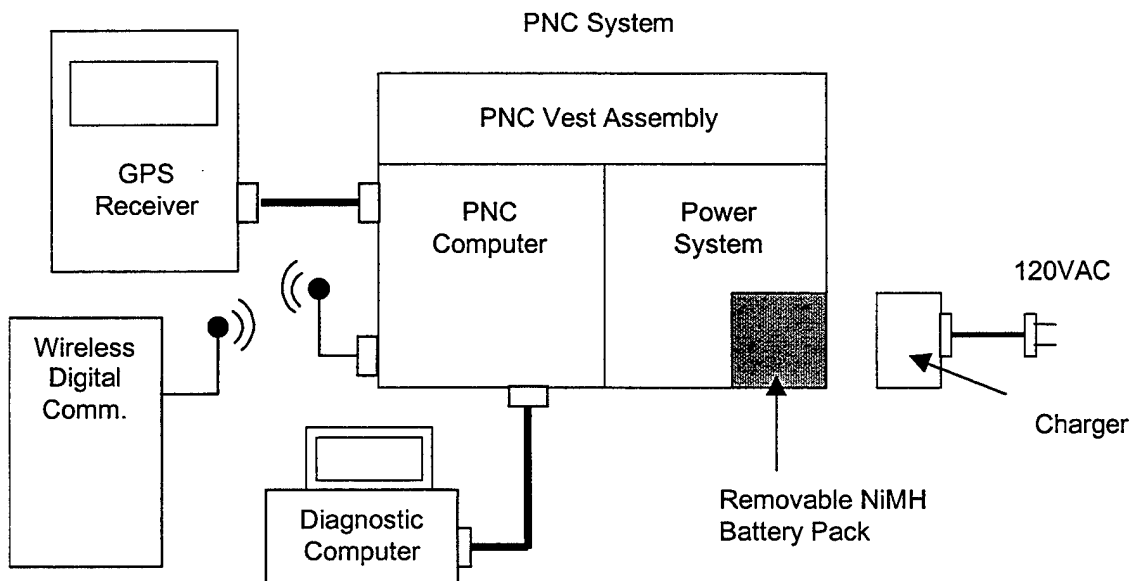 PNC System
PNC Vest Assembly
GPS
Receiver
PNC
Computer
Power
System
120VAC
Wireless
Digital
Comm.
Charger
Removable NiMH
Battery Pack
Diagnostic
Computer